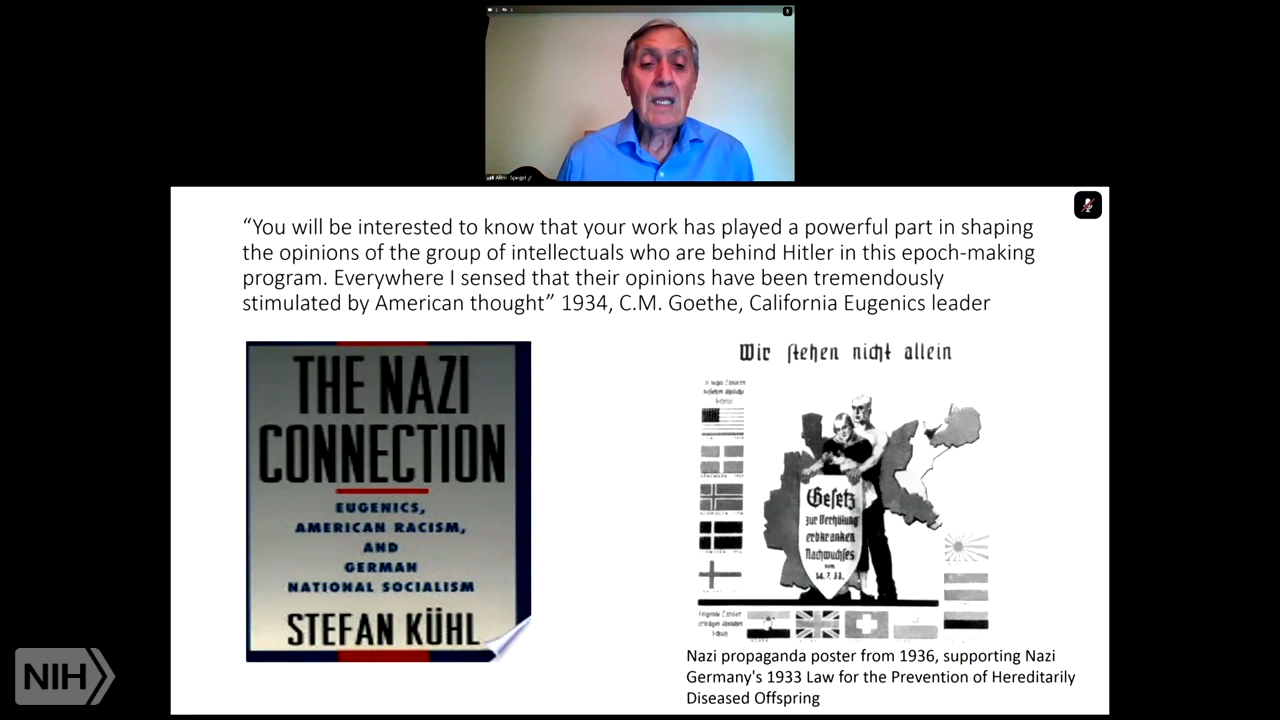 Allen Spiegel
“You will be interested to know that your work has played a powerful part in shaping
the opinions of the group of intellectuals who are behind Hitler in this epoch-making
program. Everywhere I sensed that their opinions have been tremendously
stimulated by American thought” 1934, C.M. Goethe, California Eugenics leader
THE NAZI
CONNECTION
EUGENICS,
AMERICAN RACISM,
AND
GERMAN
NATIONAL SOCIALISM
STEFAN KÜHL
Wir ſtehen nicht allein
Geſetz
zur Verhütung
erbkranken
Nachwuchſes
vom
14.7.33.
Nazi propaganda poster from 1936, supporting Nazi
Germany's 1933 Law for the Prevention of Hereditarily
Diseased Offspring
NIH